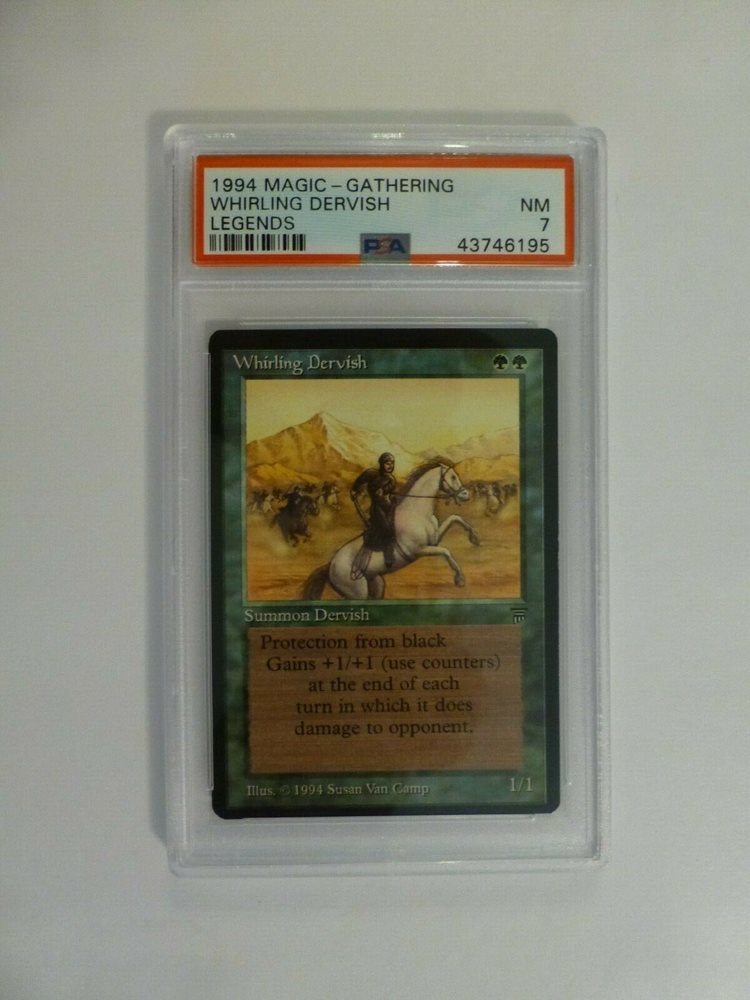 1994 MAGIC – GATHERING
WHIRLING DERVISH NM
LEGENDS 7
PSA 43746195
Whirling Dervish
Summon Dervish
Protection from black
Gains +1/+1 (use counters)
at the end of each
turn in which it does
damage to opponent.
Illus. © 1994 Susan Van Camp 1/1